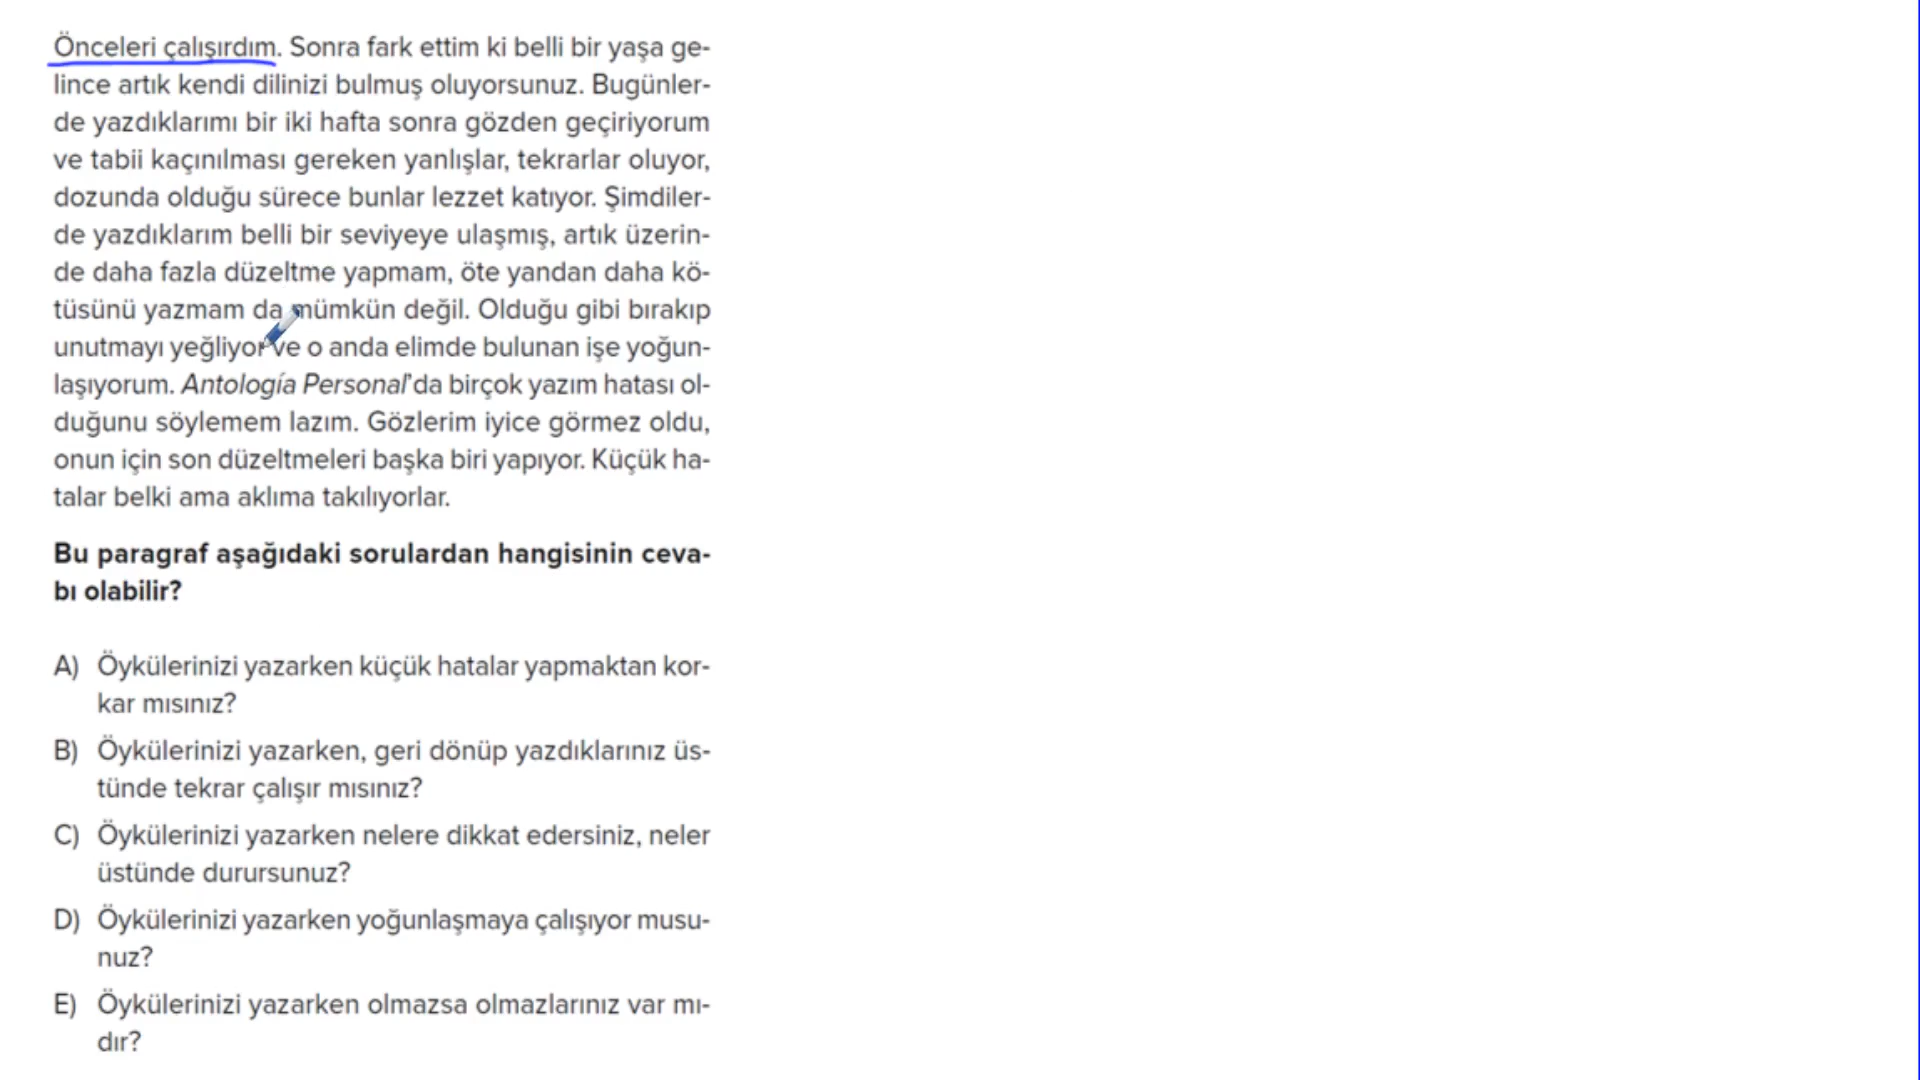 Önceleri çalışırdım. Sonra fark ettim ki belli bir yaşa ge-
lince artık kendi dilinizi bulmuş oluyorsunuz. Bugünler-
de yazdıklarımı bir iki hafta sonra gözden geçiriyorum
ve tabii kaçınılması gereken yanlışlar, tekrarlar oluyor,
dozunda olduğu sürece bunlar lezzet katıyor. Şimdiler-
de yazdıklarım belli bir seviyeye ulaşmış, artık üzerin-
de daha fazla düzeltme yapmam, öte yandan daha kö-
tüsünü yazmam da mümkün değil. Olduğu gibi bırakıp
unutmayı yeğliyor ve o anda elimde bulunan işe yoğun-
laşıyorum. Antología Personal'da birçok yazım hatası ol-
duğunu söylemem lazım. Gözlerim iyice görmez oldu,
onun için son düzeltmeleri başka biri yapıyor. Küçük ha-
talar belki ama aklıma takılıyorlar.
Bu paragraf aşağıdaki sorulardan hangisinin ceva-
bı olabilir?
A) Öykülerinizi yazarken küçük hatalar yapmaktan kor-
kar mısınız?
B) Öykülerinizi yazarken, geri dönüp yazdıklarınız üs-
tünde tekrar çalışır mısınız?
C) Öykülerinizi yazarken nelere dikkat edersiniz, neler
üstünde durursunuz?
D) Öykülerinizi yazarken yoğunlaşmaya çalışıyor musu-
nuz?
E) Öykülerinizi yazarken olmazsa olmazlarınız var mı-
dır?